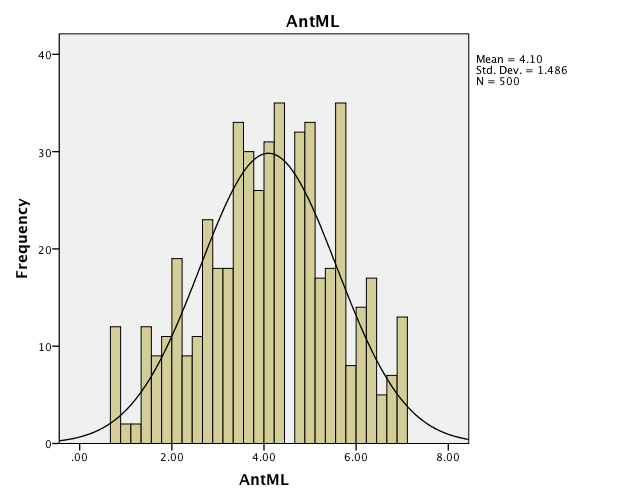 AntML
Mean = 4.10
Std. Dev. = 1.486
N = 500
40
30
20
10
0
Frequency
.00 2.00 4.00 6.00 8.00
AntML